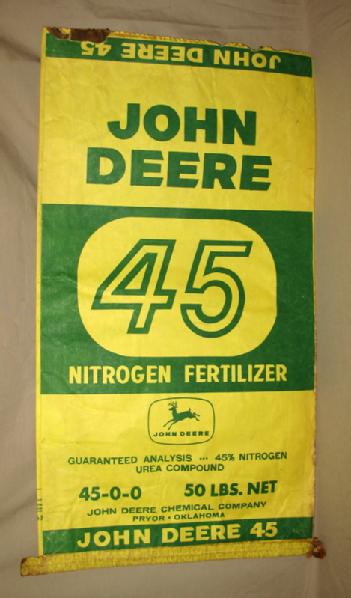 JOHN DEERE 45
JOHN
DEERE
45
NITROGEN FERTILIZER
JOHN DEERE
GUARANTEED ANALYSIS --- 45% NITROGEN
UREA COMPOUND
45-0-0 50 LBS. NET
JOHN DEERE CHEMICAL COMPANY
PRYOR • OKLAHOMA
JOHN DEERE 45